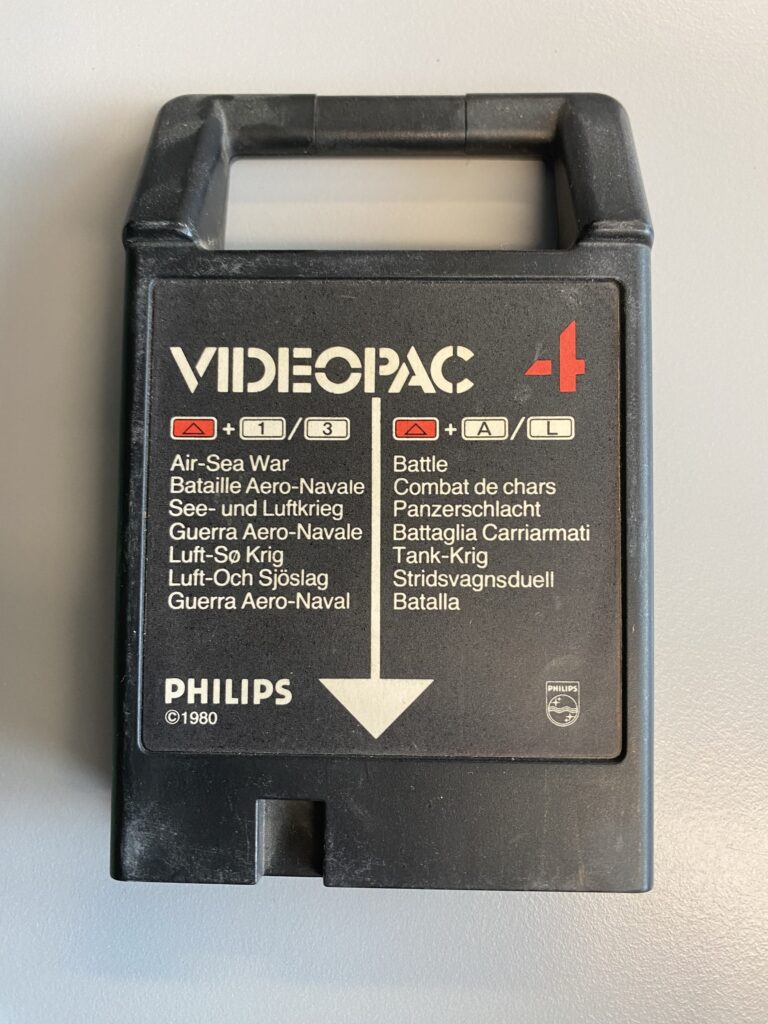 VIDEOPAC 4
+ 1 / 3
Air-Sea War
Bataille Aero-Navale
See- und Luftkrieg
Guerra Aero-Navale
Luft-Sø Krig
Luft-Och Sjöslag
Guerra Aero-Naval
+ A / L
Battle
Combat de chars
Panzerschlacht
Battaglia Carriarmati
Tank-Krig
Stridsvagnsduell
Batalla
PHILIPS
©1980
PHILIPS